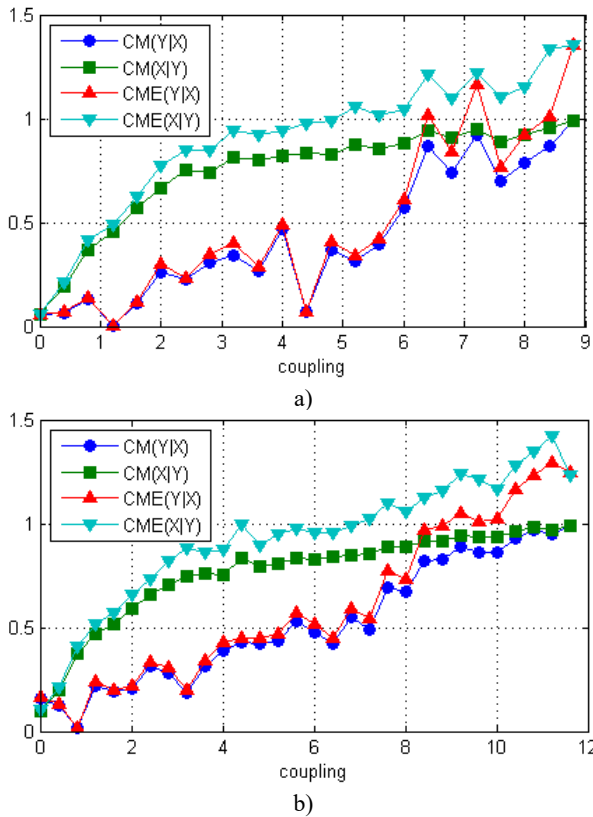 1.5
CM(Y|X)
CM(X|Y)
CME(Y|X)
CME(X|Y)
1
0.5
0
0 1 2 3 4 5 6 7 8 9
coupling
a)
1.5
CM(Y|X)
CM(X|Y)
CME(Y|X)
CME(X|Y)
1
0.5
0
0 2 4 6 8 10 12
coupling
b)